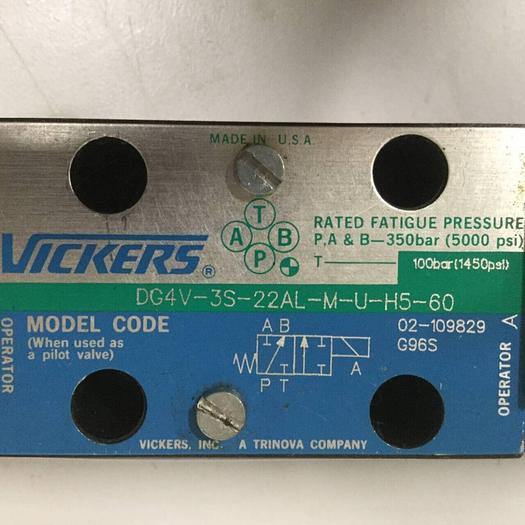 MADE IN U.S.A.
VICKERS®
T
A B
P
RATED FATIGUE PRESSURE
P,A & B—350bar (5000 psi)
T— 100bar(1450psi)
DG4V-3S-22AL-M-U-H5-60
OPERATOR
MODEL CODE
(When used as
a pilot valve)
A B
A
P T
02-109829
G96S
OPERATOR A
VICKERS, INC. A TRINOVA COMPANY